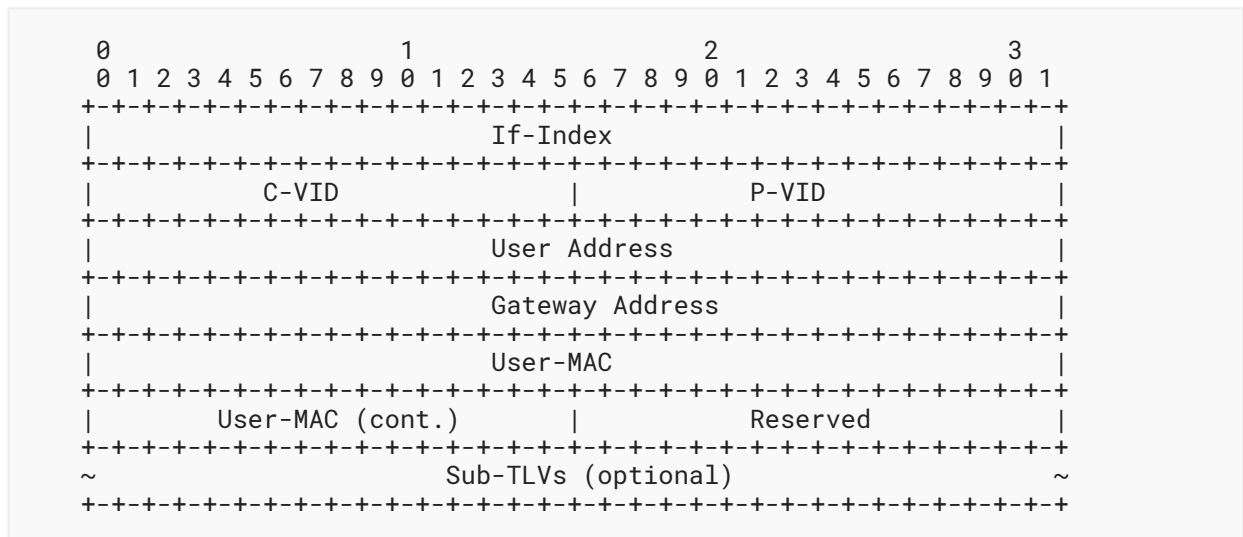 0                   1                   2                   3
 0 1 2 3 4 5 6 7 8 9 0 1 2 3 4 5 6 7 8 9 0 1 2 3 4 5 6 7 8 9 0 1
+-+-+-+-+-+-+-+-+-+-+-+-+-+-+-+-+-+-+-+-+-+-+-+-+-+-+-+-+-+-+-+-+
|                          If-Index                             |
+-+-+-+-+-+-+-+-+-+-+-+-+-+-+-+-+-+-+-+-+-+-+-+-+-+-+-+-+-+-+-+-+
|           C-VID               |           P-VID               |
+-+-+-+-+-+-+-+-+-+-+-+-+-+-+-+-+-+-+-+-+-+-+-+-+-+-+-+-+-+-+-+-+
|                          User Address                         |
+-+-+-+-+-+-+-+-+-+-+-+-+-+-+-+-+-+-+-+-+-+-+-+-+-+-+-+-+-+-+-+-+
|                          Gateway Address                      |
+-+-+-+-+-+-+-+-+-+-+-+-+-+-+-+-+-+-+-+-+-+-+-+-+-+-+-+-+-+-+-+-+
|                          User-MAC                             |
+-+-+-+-+-+-+-+-+-+-+-+-+-+-+-+-+-+-+-+-+-+-+-+-+-+-+-+-+-+-+-+-+
|        User-MAC (cont.)       |           Reserved            |
+-+-+-+-+-+-+-+-+-+-+-+-+-+-+-+-+-+-+-+-+-+-+-+-+-+-+-+-+-+-+-+-+
~                       Sub-TLVs (optional)                     ~
+-+-+-+-+-+-+-+-+-+-+-+-+-+-+-+-+-+-+-+-+-+-+-+-+-+-+-+-+-+-+-+-+